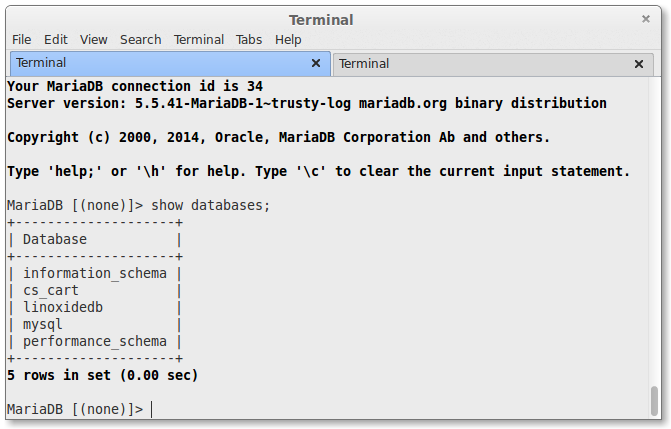 Terminal
File Edit View Search Terminal Tabs Help
Terminal Terminal
Your MariaDB connection id is 34
Server version: 5.5.41-MariaDB-1~trusty-log mariadb.org binary distribution
Copyright (c) 2000, 2014, Oracle, MariaDB Corporation Ab and others.
Type 'help;' or '\h' for help. Type '\c' to clear the current input statement.
MariaDB [(none)]> show databases;
+--------------------+
| Database           |
+--------------------+
| information_schema |
| cs_cart            |
| linoxidedb         |
| mysql              |
| performance_schema |
+--------------------+
5 rows in set (0.00 sec)
MariaDB [(none)]>